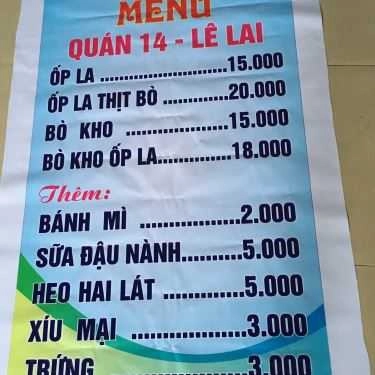 MENU
QUÁN 14 - LÊ LAI
ỐP LA ........................15.000
ỐP LA THỊT BÒ ............20.000
BÒ KHO ...................15.000
BÒ KHO ỐP LA.............18.000
Thêm:
BÁNH MÌ .................2.000
SỮA ĐẬU NÀNH..........5.000
HEO HAI LÁT ............5.000
XÍU MẠI .................3.000
TRỨNG ...................3.000